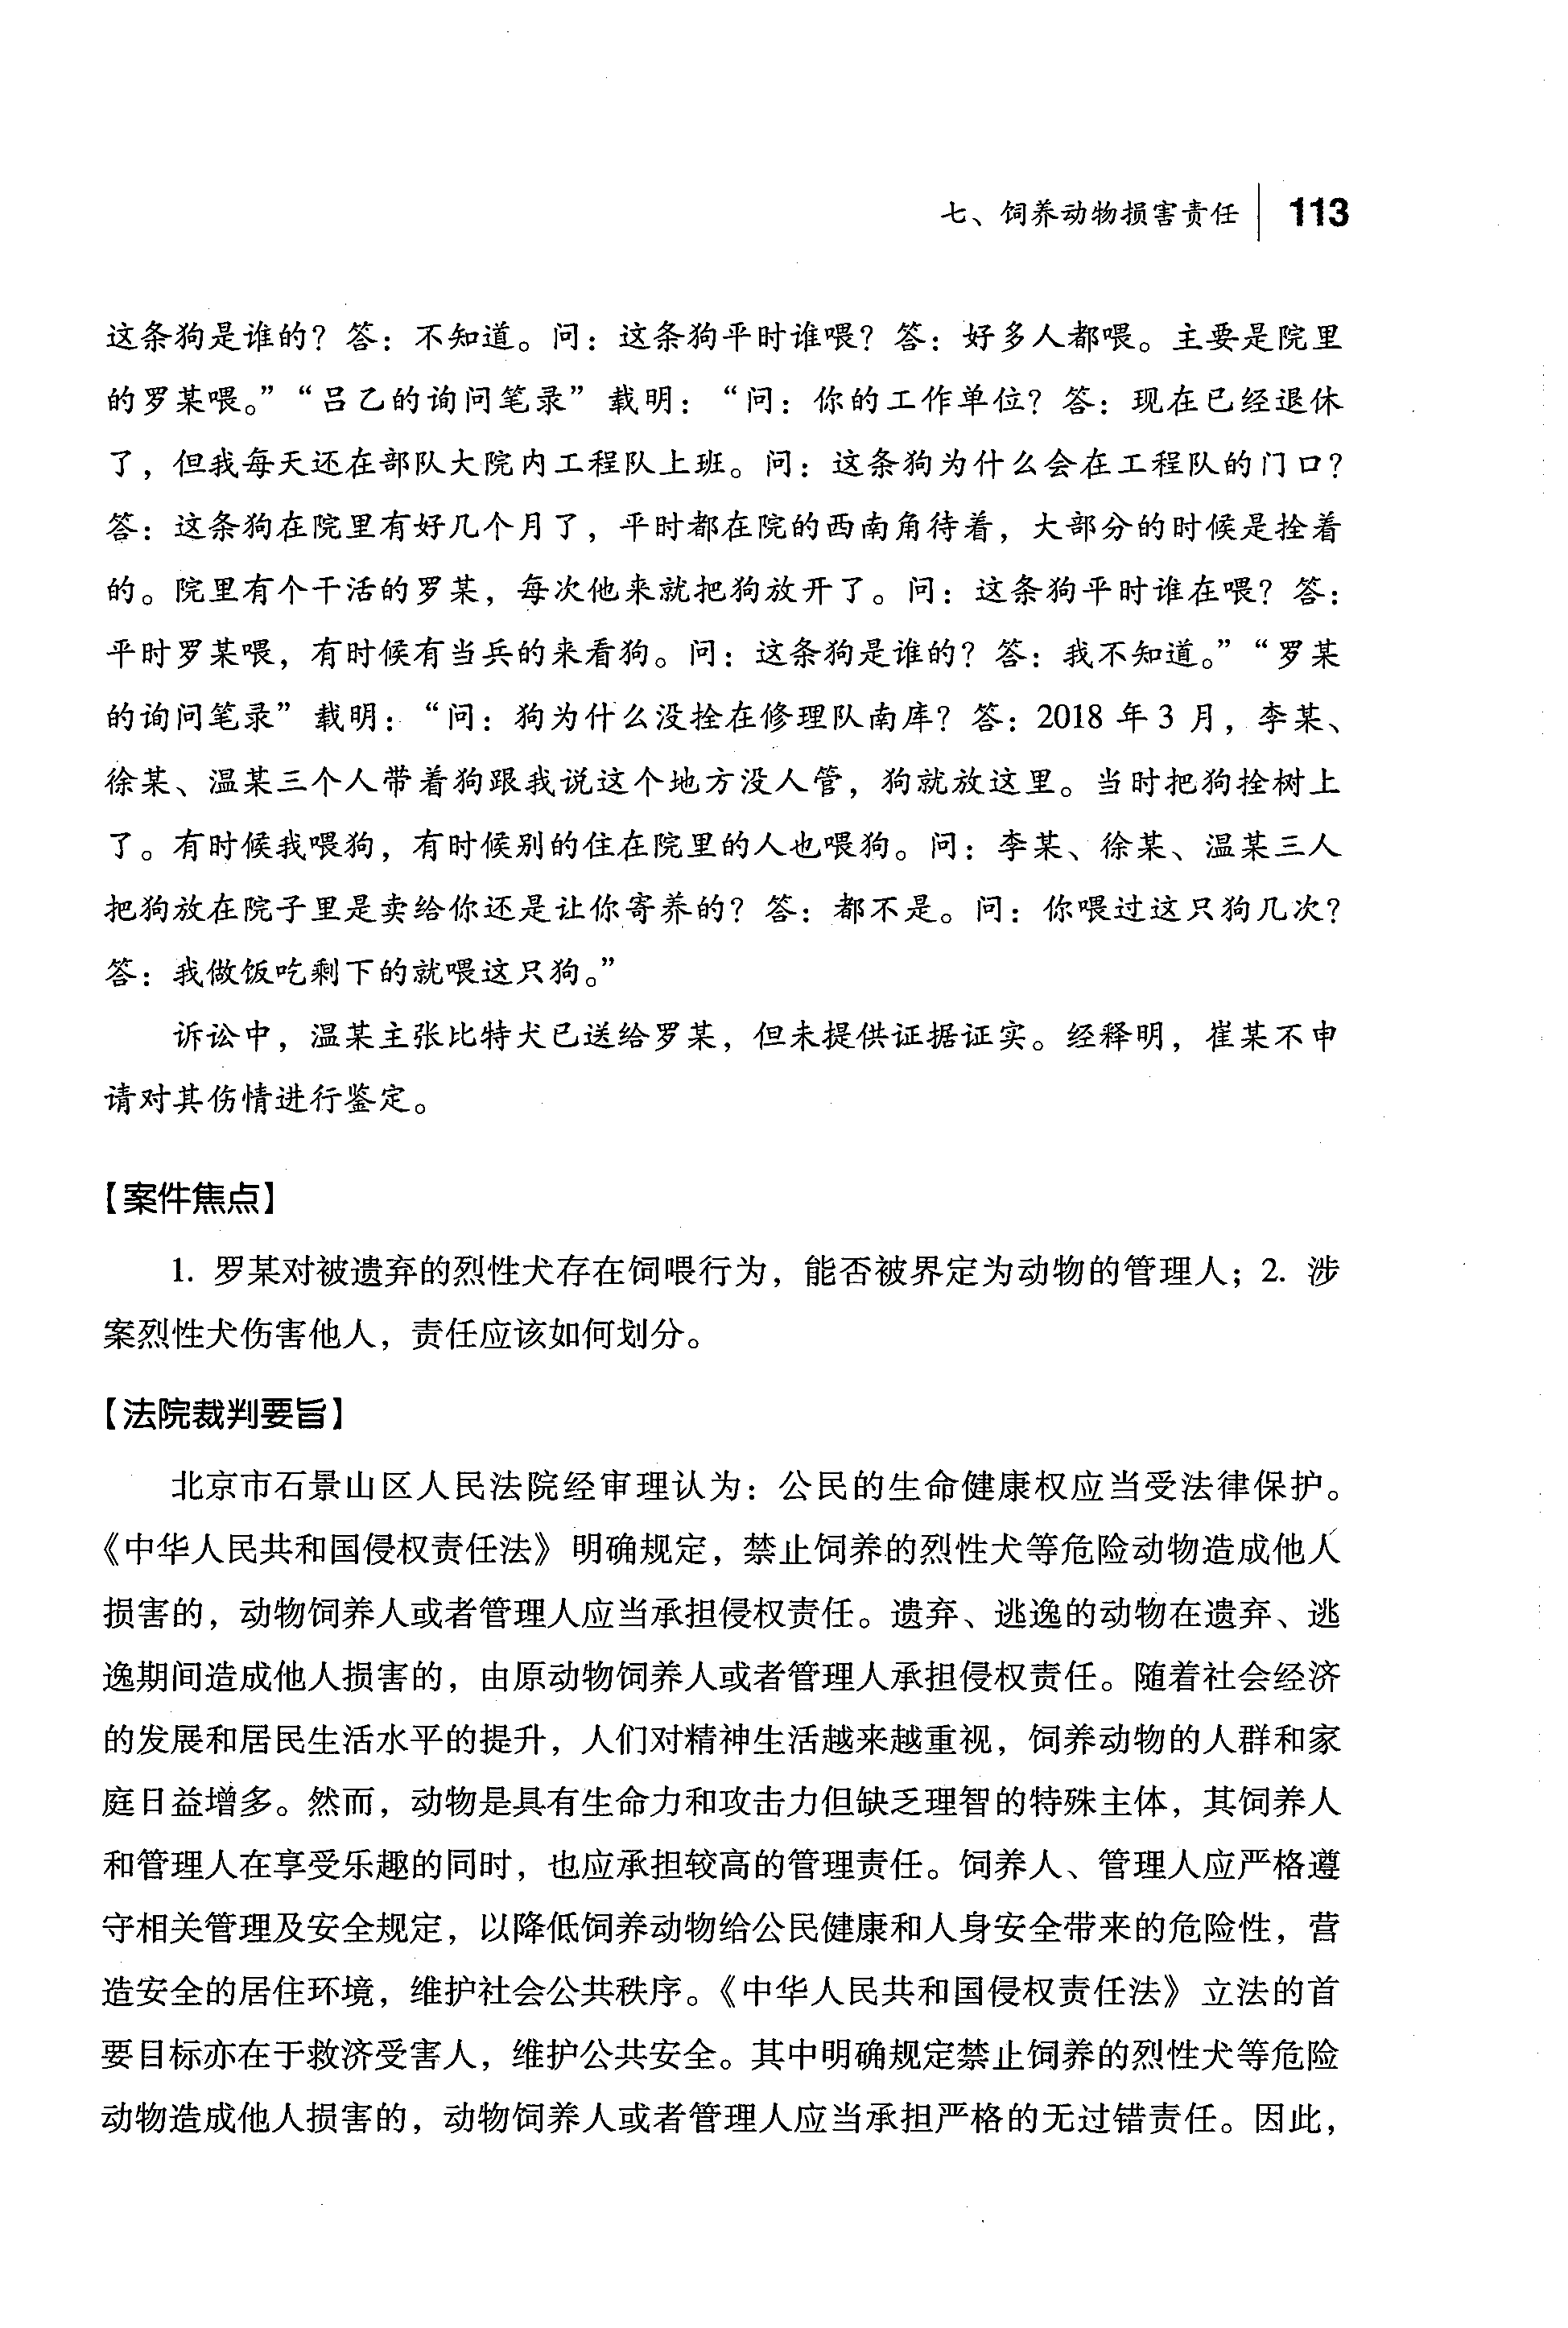 七、饲养动物损害责任 113
这条狗是谁的？答：不知道。问：这条狗平时谁喂？答：好多人都喂。主要是院里
的罗某喂。”“吕乙的询问笔录”载明：“问：你的工作单位？答：现在已经退休
了，但我每天还在部队大院内工程队上班。问：这条狗为什么会在工程队的门口？
答：这条狗在院里有好几个月了，平时都在院的西南角待着，大部分的时候是拴着
的。院里有个干活的罗某，每次他来就把狗放开了。问：这条狗平时谁在喂？答：
平时罗某喂，有时候有当兵的来看狗。问：这条狗是谁的？答：我不知道。”“罗某
的询问笔录”载明：“问：狗为什么没拴在修理队南库？答：2018 年 3 月，李某、
徐某、温某三个人带着狗跟我说这个地方没人管，狗就放这里。当时把狗拴树上
了。有时候我喂狗，有时候别的住在院里的人也喂狗。问：李某、徐某、温某三人
把狗放在院子里是卖给你还是让你寄养的？答：都不是。问：你喂过这只狗几次？
答：我做饭吃剩下的就喂这只狗。”
诉讼中，温某主张比特犬已送给罗某，但未提供证据证实。经释明，崔某不申
请对其伤情进行鉴定。
【案件焦点】
1. 罗某对被遗弃的烈性犬存在饲喂行为，能否被界定为动物的管理人；2. 涉
案烈性犬伤害他人，责任应该如何划分。
【法院裁判要旨】
北京市石景山区人民法院经审理认为：公民的生命健康权应当受法律保护。
《中华人民共和国侵权责任法》明确规定，禁止饲养的烈性犬等危险动物造成他人
损害的，动物饲养人或者管理人应当承担侵权责任。遗弃、逃逸的动物在遗弃、逃
逸期间造成他人损害的，由原动物饲养人或者管理人承担侵权责任。随着社会经济
的发展和居民生活水平的提升，人们对精神生活越来越重视，饲养动物的人群和家
庭日益增多。然而，动物是具有生命力和攻击力但缺乏理智的特殊主体，其饲养人
和管理人在享受乐趣的同时，也应承担较高的管理责任。饲养人、管理人应严格遵
守相关管理及安全规定，以降低饲养动物给公民健康和人身安全带来的危险性，营
造安全的居住环境，维护社会公共秩序。《中华人民共和国侵权责任法》立法的首
要目标亦在于救济受害人，维护公共安全。其中明确规定禁止饲养的烈性犬等危险
动物造成他人损害的，动物饲养人或者管理人应当承担严格的无过错责任。因此，